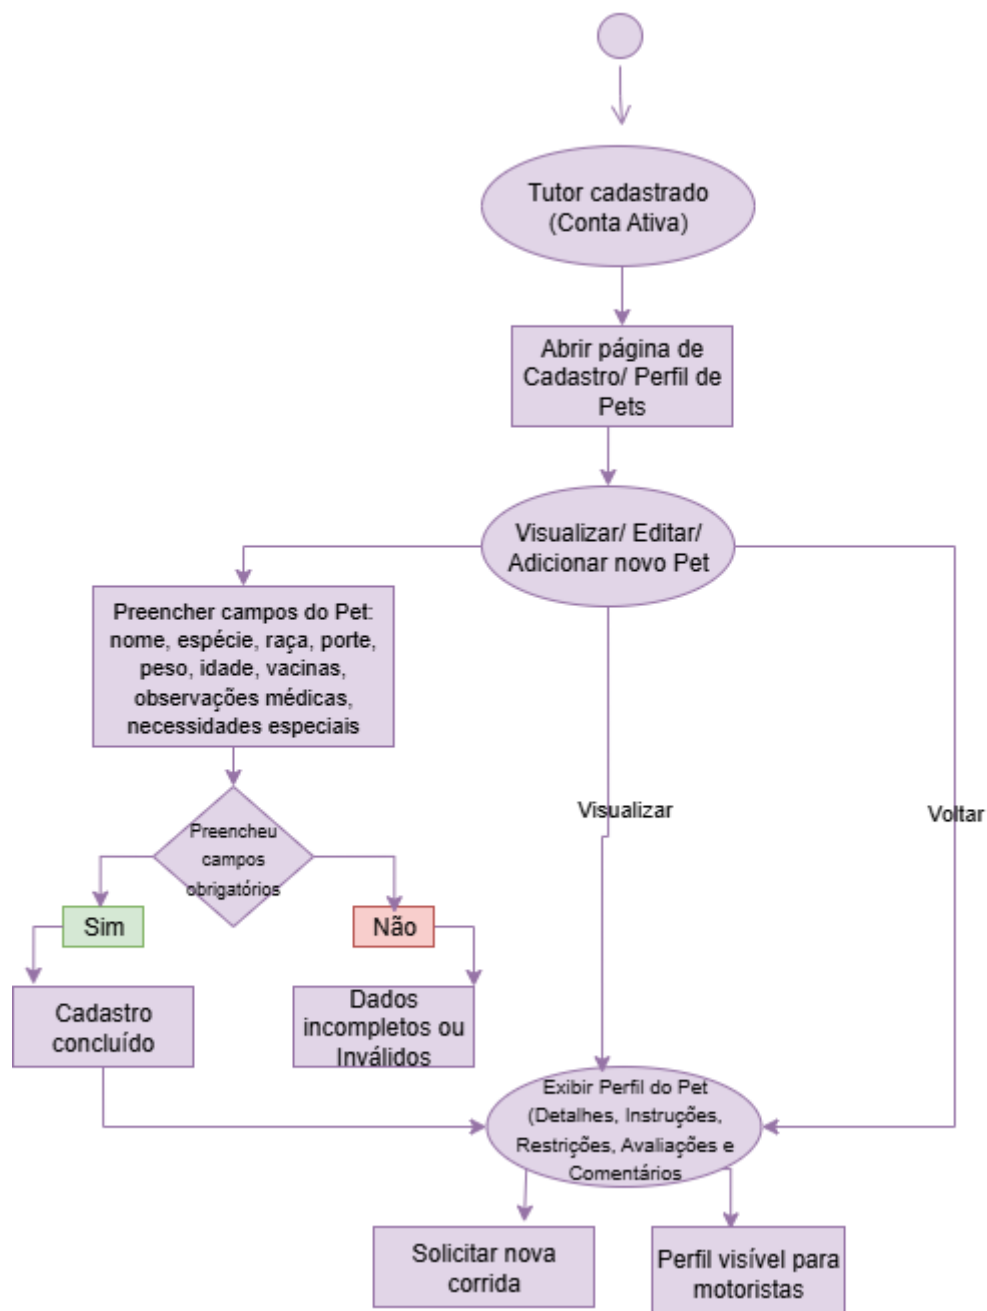 Tutor cadastrado
(Conta Ativa)
Abrir página de
Cadastro/ Perfil de
Pets
Visualizar/ Editar/
Adicionar novo Pet
Preencher campos do Pet:
nome, espécie, raça, porte,
peso, idade, vacinas,
observações médicas,
necessidades especiais
Visualizar
Voltar
Preencheu
campos
obrigatórios
Sim
Não
Cadastro
concluído
Dados
incompletos ou
Inválidos
Exibir Perfil do Pet
(Detalhes, Instruções,
Restrições, Avaliações e
Comentários
Solicitar nova
corrida
Perfil visível para
motoristas